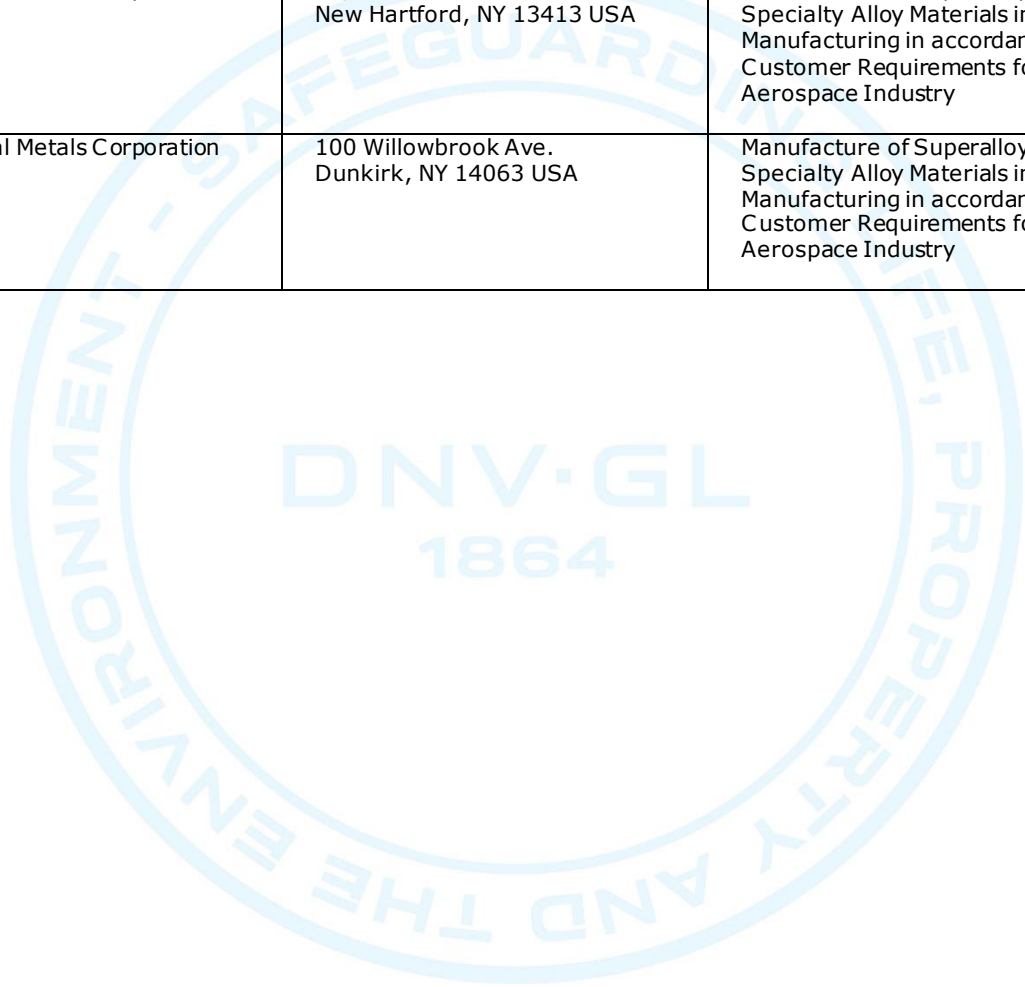 New Hartford, NY 13413 USA
Specialty Alloy Materials
Manufacturing in
Customer Requirements
Aerospace Industry
Metals Corporation
100 Willowbrook Ave.
Dunkirk, NY 14063 USA
Manufacture of Superalloy
Specialty Alloy Materials
Manufacturing in
Customer Requirements
Aerospace Industry
SAFEGUARDING LIFE, PROPERTY AND THE ENVIRONMENT -
DNV·GL
1864